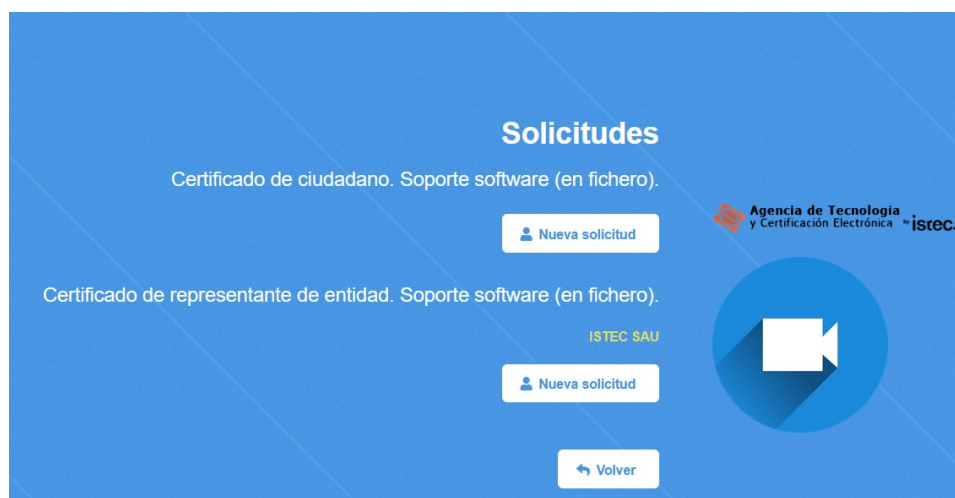 Solicitudes
Certificado de ciudadano. Soporte software (en fichero).
Nueva solicitud
Certificado de representante de entidad. Soporte software (en fichero).
ISTEC SAU
Nueva solicitud
Volver
Agencia de Tecnología
y Certificación Electrónica by istec.